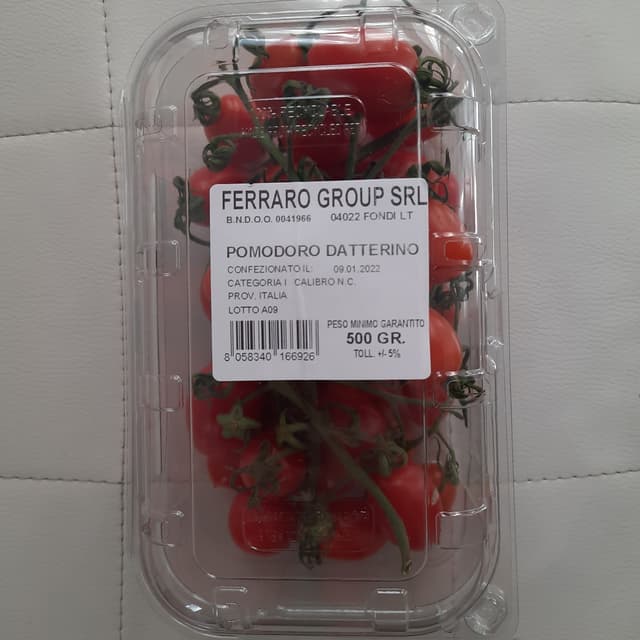 FERRARO GROUP SRL
B.N.D.O.O. 0041966 04022 FONDI LT
POMODORO DATTERINO
CONFEZIONATO IL: 09.01.2022
CATEGORIA I CALIBRO N.C.
PROV. ITALIA
LOTTO A09
PESO MINIMO GARANTITO
500 GR.
TOLL. +/- 5%
8 058340 166926